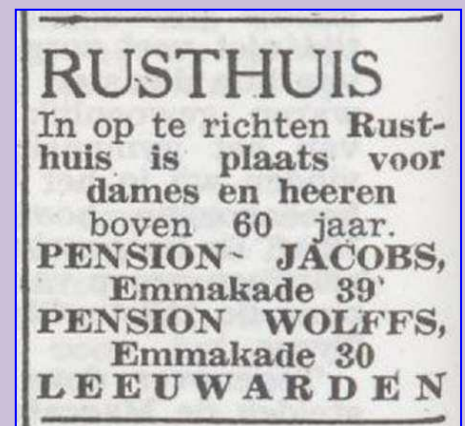 RUSTHUIS
In op te richten Rust-
huis is plaats voor
dames en heeren
boven 60 jaar.
PENSION JACOBS,
Emmakade 39
PENSION WOLFFS,
Emmakade 30
LEEUWARDEN